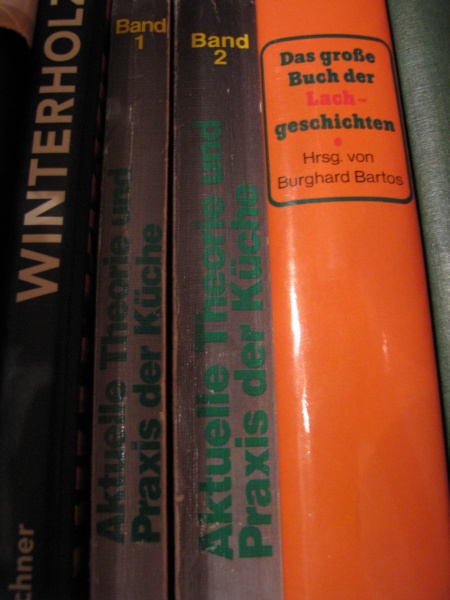 WINTERHOLZ
chner
Band
1
Aktuelle Theorie und
Praxis der Küche
Band
2
Aktuelle Theorie und
Praxis der Küche
Das große
Buch der
Lach-
geschichten
Hrsg. von
Burghard Bartos